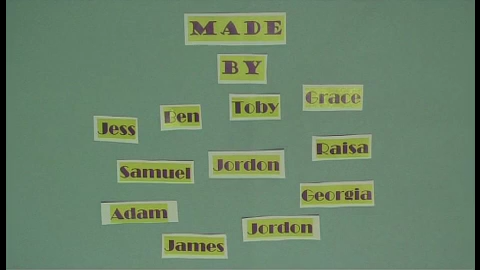 MADE
BY
Grace
Toby
Ben
Jess
Raisa
Jordon
Samuel
Georgia
Adam
Jordon
James